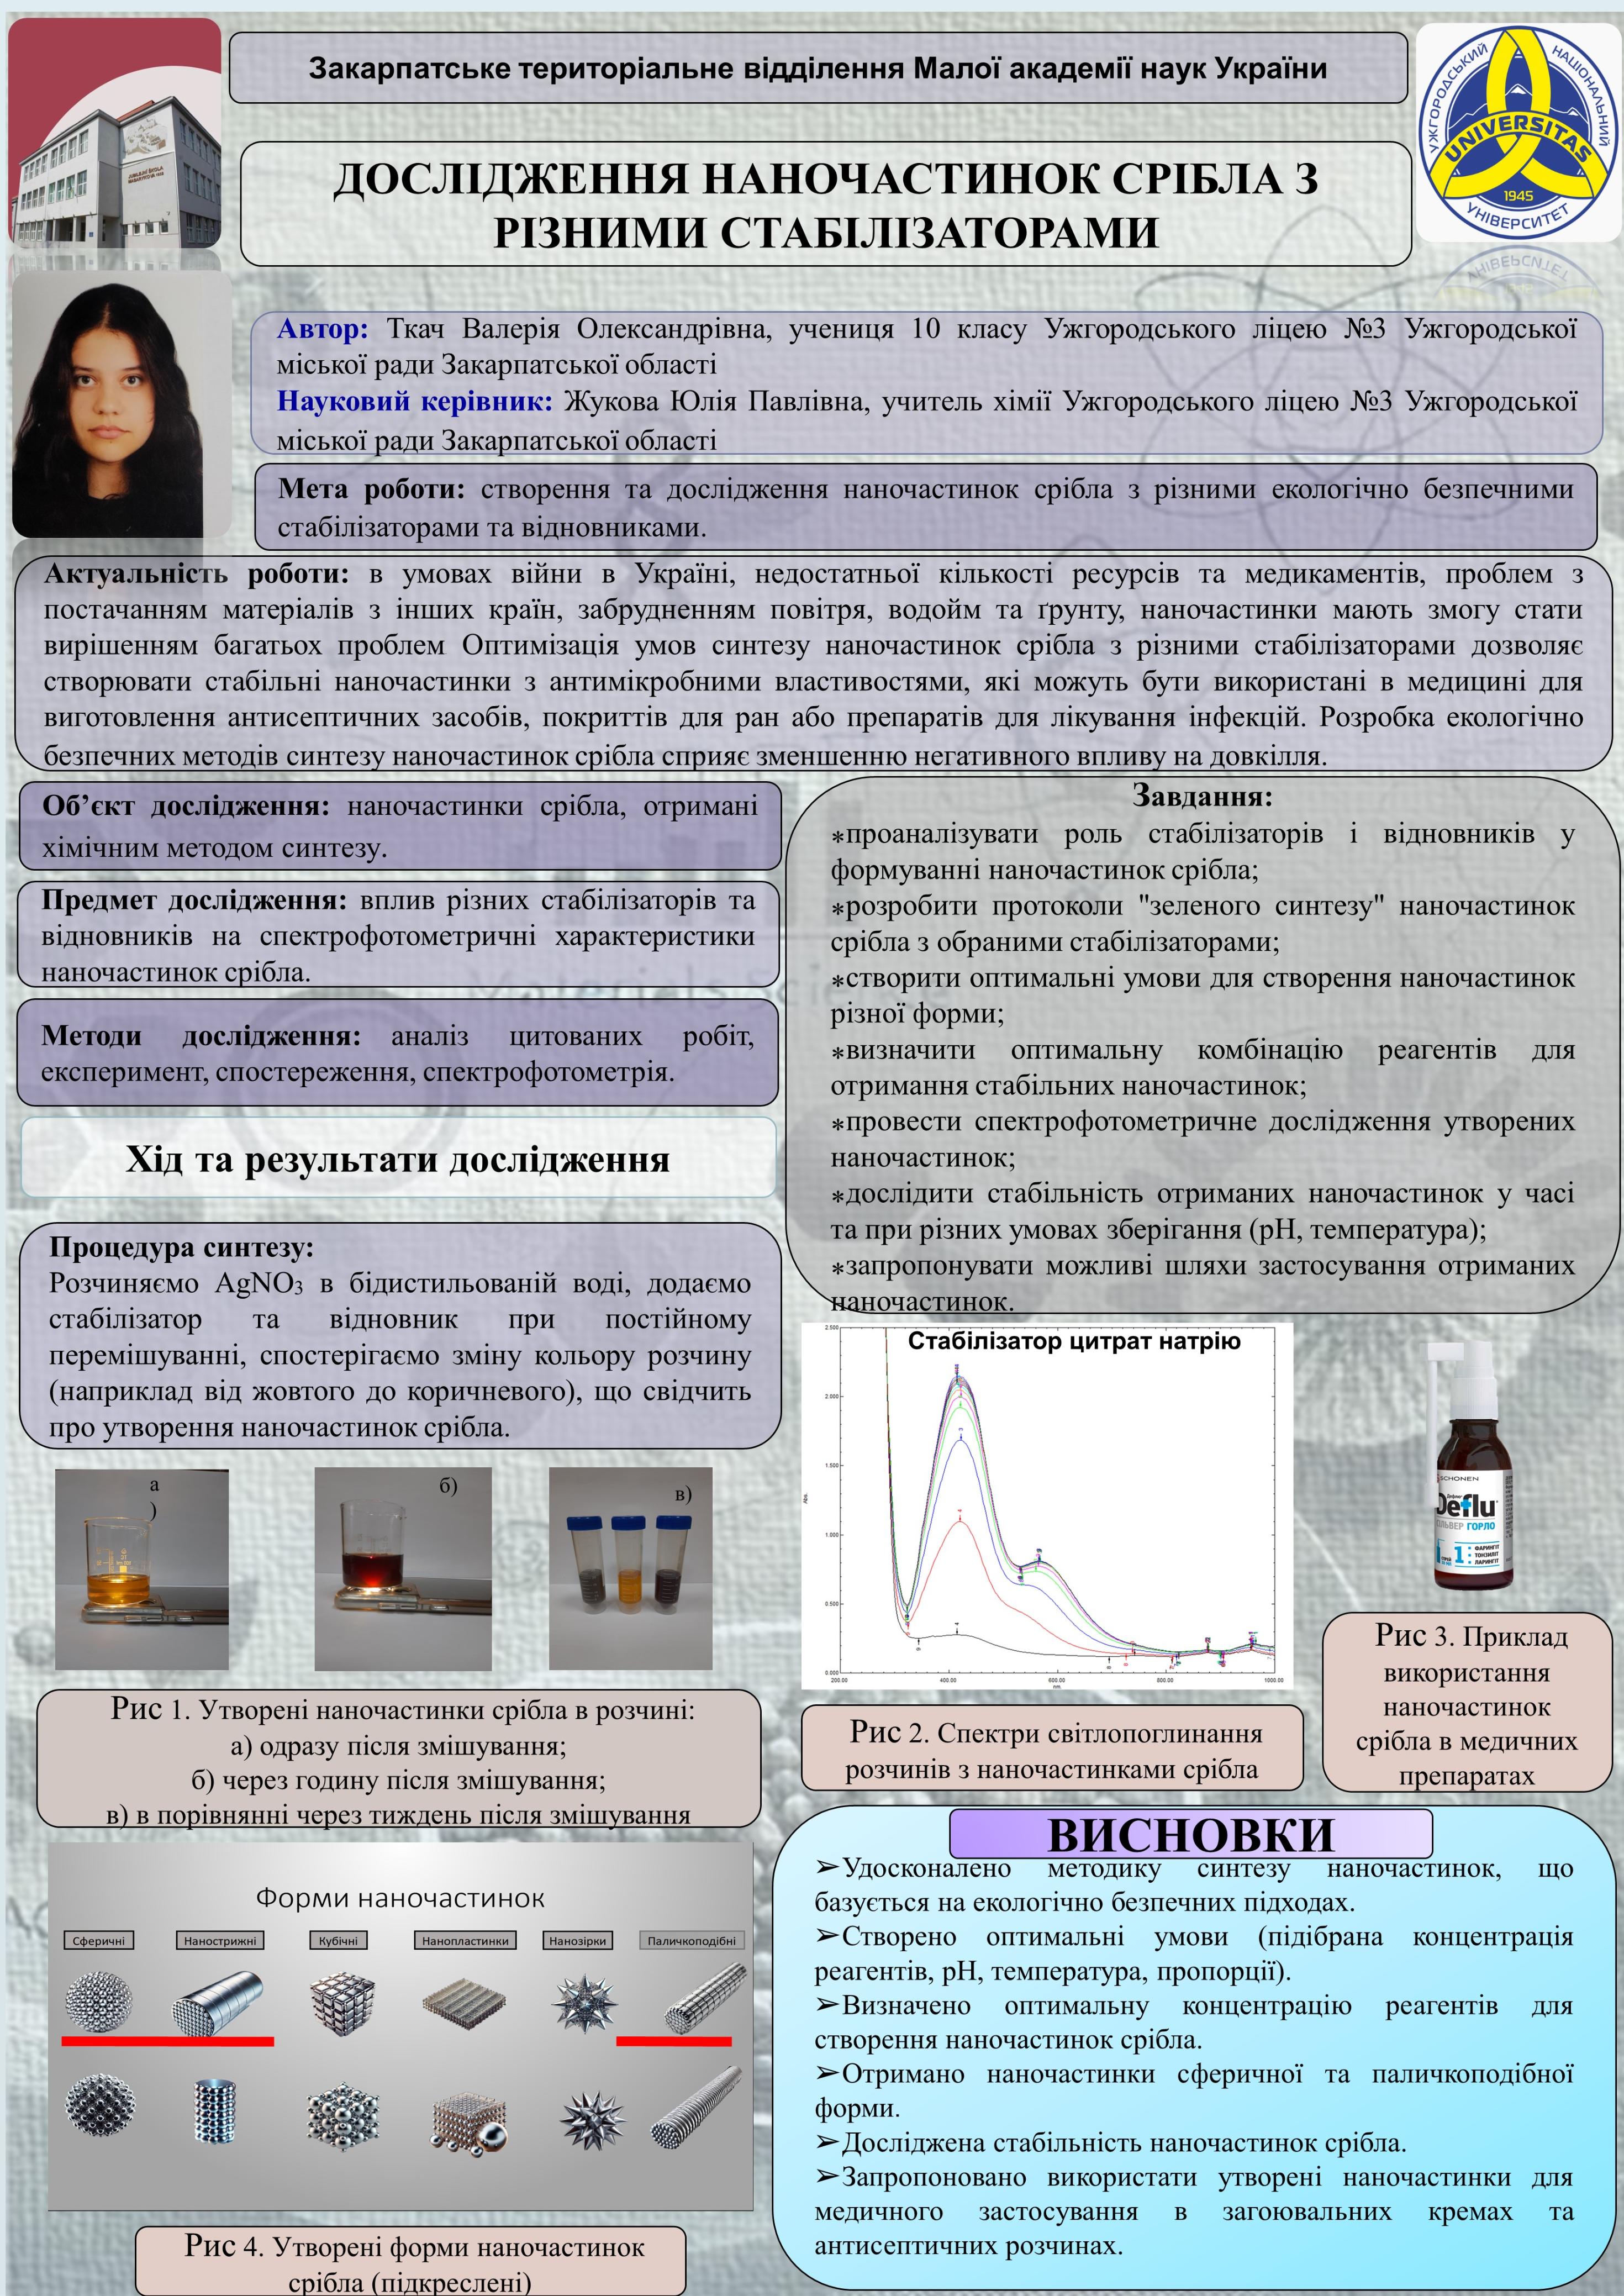 Закарпатське територіальне відділення Малої академії наук України
УЖГОРОДСЬКИЙ НАЦІОНАЛЬНИЙ
UNIVERSITAS
1945
УНІВЕРСИТЕТ
ДОСЛІДЖЕННЯ НАНОЧАСТИНОК СРІБЛА З
РІЗНИМИ СТАБІЛІЗАТОРАМИ
Автор: Ткач Валерія Олександрівна, учениця 10 класу Ужгородського ліцею №3 Ужгородської
міської ради Закарпатської області
Науковий керівник: Жукова Юлія Павлівна, учитель хімії Ужгородського ліцею №3 Ужгородської
міської ради Закарпатської області
Мета роботи: створення та дослідження наночастинок срібла з різними екологічно безпечними
стабілізаторами та відновниками.
Актуальність роботи: в умовах війни в Україні, недостатньої кількості ресурсів та медикаментів, проблем з
постачанням матеріалів з інших країн, забрудненням повітря, водойм та ґрунту, наночастинки мають змогу стати
вирішенням багатьох проблем Оптимізація умов синтезу наночастинок срібла з різними стабілізаторами дозволяє
створювати стабільні наночастинки з антимікробними властивостями, які можуть бути використані в медицині для
виготовлення антисептичних засобів, покриттів для ран або препаратів для лікування інфекцій. Розробка екологічно
безпечних методів синтезу наночастинок срібла сприяє зменшенню негативного впливу на довкілля.
Об’єкт дослідження: наночастинки срібла, отримані
хімічним методом синтезу.
Предмет дослідження: вплив різних стабілізаторів та
відновників на спектрофотометричні характеристики
наночастинок срібла.
Методи дослідження: аналіз цитованих робіт,
експеримент, спостереження, спектрофотометрія.
Хід та результати дослідження
Процедура синтезу:
Розчиняємо AgNO3 в бідистильованій воді, додаємо
стабілізатор та відновник при постійному
перемішуванні, спостерігаємо зміну кольору розчину
(наприклад від жовтого до коричневого), що свідчить
про утворення наночастинок срібла.
Завдання:
*проаналізувати роль стабілізаторів і відновників у
формуванні наночастинок срібла;
*розробити протоколи "зеленого синтезу" наночастинок
срібла з обраними стабілізаторами;
*створити оптимальні умови для створення наночастинок
різної форми;
*визначити оптимальну комбінацію реагентів для
отримання стабільних наночастинок;
*провести спектрофотометричне дослідження утворених
наночастинок;
*дослідити стабільність отриманих наночастинок у часі
та при різних умовах зберігання (pH, температура);
*запропонувати можливі шляхи застосування отриманих
наночастинок.
а
)
б)
в)
Рис 1. Утворені наночастинки срібла в розчині:
а) одразу після змішування;
б) через годину після змішування;
в) в порівнянні через тиждень після змішування
Стабілізатор цитрат натрію
2.500
2.000
1.500
1.000
0.500
0.000
Abs.
200.00 400.00 600.00 800.00 1000.00
nm.
Рис 2. Спектри світлопоглинання
розчинів з наночастинками срібла
SCHONEN
Deflu
ГОРЛО
1
ФАРИНГІТ
ТОНЗИЛІТ
ЛАРИНГІТ
Рис 3. Приклад
використання
наночастинок
срібла в медичних
препаратах
Форми наночастинок
Сферичні Нанострижні Кубічні Нанопластинки Нанозірки Паличкоподібні
Рис 4. Утворені форми наночастинок
срібла (підкреслені)
ВИСНОВКИ
➢Удосконалено методику синтезу наночастинок, що
базується на екологічно безпечних підходах.
➢Створено оптимальні умови (підібрана концентрація
реагентів, pH, температура, пропорції).
➢Визначено оптимальну концентрацію реагентів для
створення наночастинок срібла.
➢Отримано наночастинки сферичної та паличкоподібної
форми.
➢Досліджена стабільність наночастинок срібла.
➢Запропоновано використати утворені наночастинки для
медичного застосування в загоювальних кремах та
антисептичних розчинах.